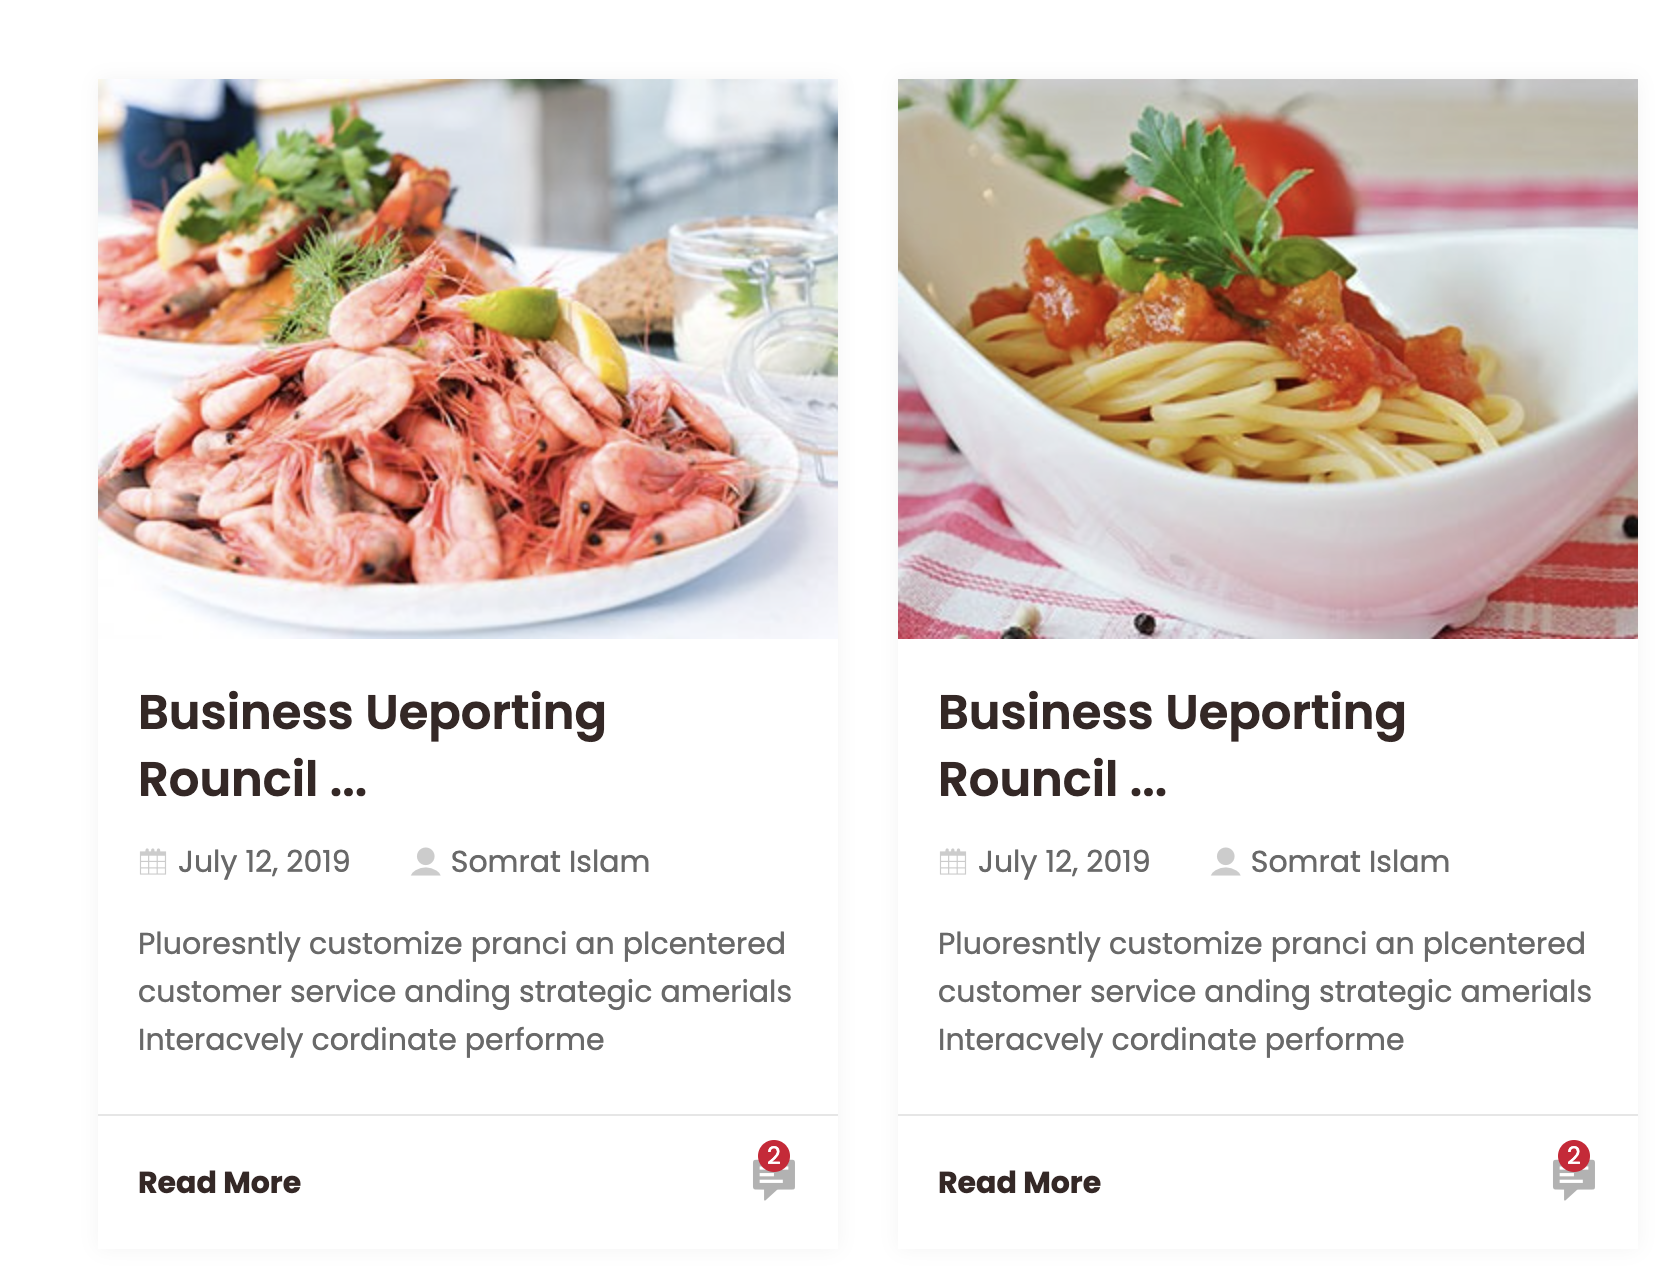 Business Ueporting
Rouncil ...
July 12, 2019 Somrat Islam
Pluoresntly customize pranci an plcentered
customer service anding strategic amerials
Interacvely cordinate performe
Read More 2
Business Ueporting
Rouncil ...
July 12, 2019 Somrat Islam
Pluoresntly customize pranci an plcentered
customer service anding strategic amerials
Interacvely cordinate performe
Read More 2